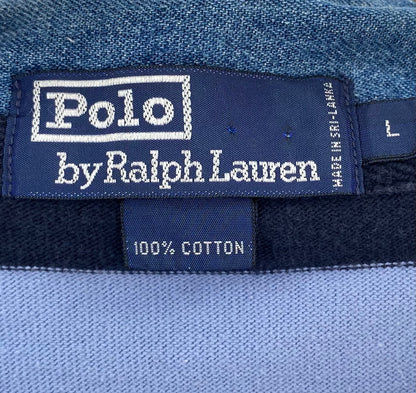 Polo
by Ralph Lauren
MADE IN SRI-LANKA
L
100% COTTON